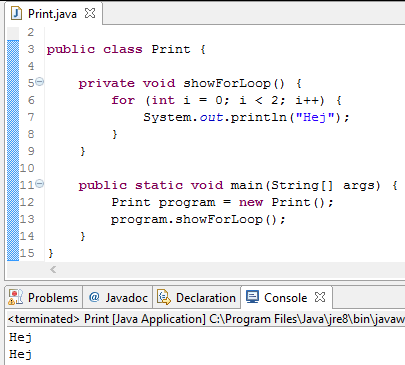 Print.java
2
3 public class Print {
4
5 private void showForLoop() {
6 for (int i = 0; i < 2; i++) {
7 System.out.println("Hej");
8 }
9 }
10
11 public static void main(String[] args) {
12 Print program = new Print();
13 program.showForLoop();
14 }
15 }
Problems @ Javadoc Declaration Console
<terminated> Print [Java Application] C:\Program Files\Java\jre8\bin\javaw
Hej
Hej